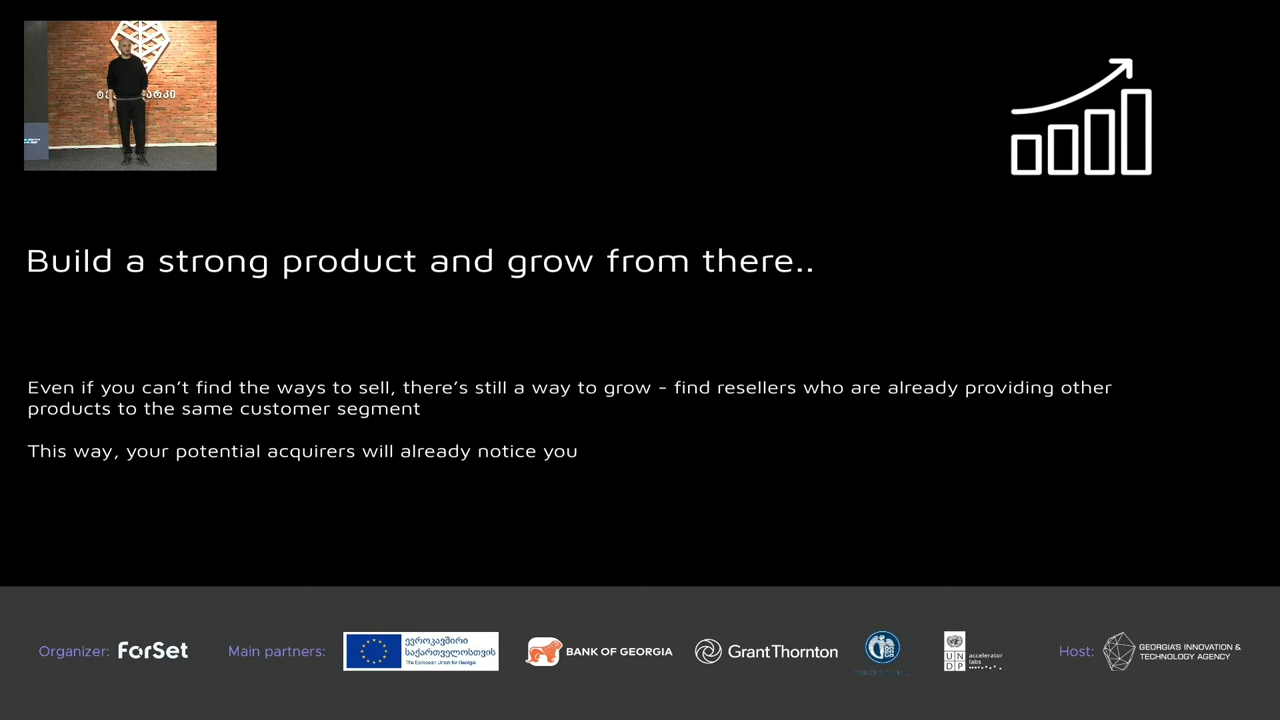 Build a strong product and grow from there..
Even if you can't find the ways to sell, there's still a way to grow - find resellers who are already providing other
products to the same customer segment
This way, your potential acquirers will already notice you
Organizer: ForSet
Main partners:
ევროკავშირი
საქართველოსთვის
The European Union for Georgia
BANK OF GEORGIA
GrantThornton
U N
D P
accelerator
labs
Host:
GEORGIA'S INNOVATION &
TECHNOLOGY AGENCY